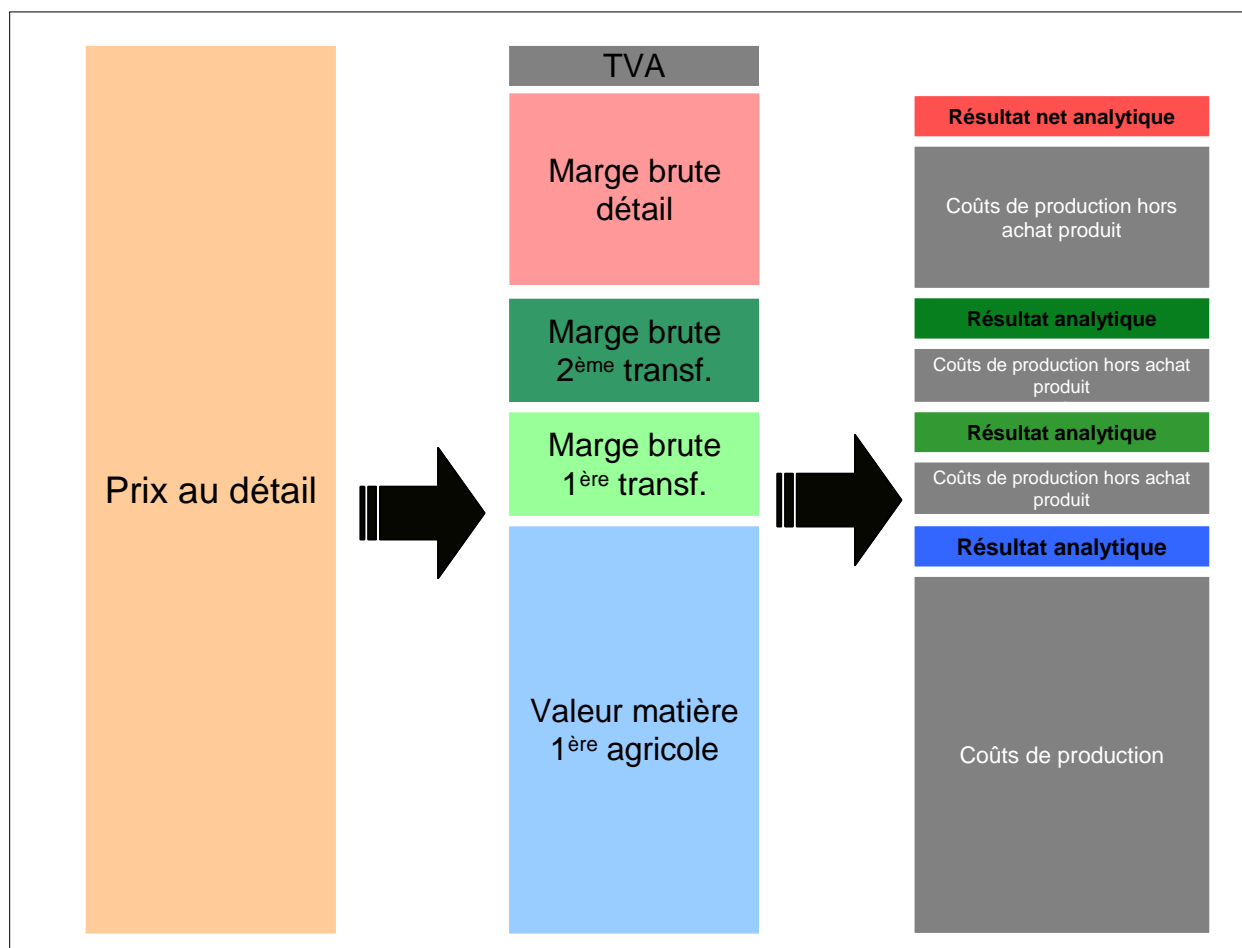 Prix au détail
TVA
Marge brute
détail
Marge brute
2ème transf.
Marge brute
1ère transf.
Valeur matière
1ère agricole
Résultat net analytique
Coûts de production hors
achat produit
Résultat analytique
Coûts de production hors achat
produit
Résultat analytique
Coûts de production hors achat
produit
Résultat analytique
Coûts de production